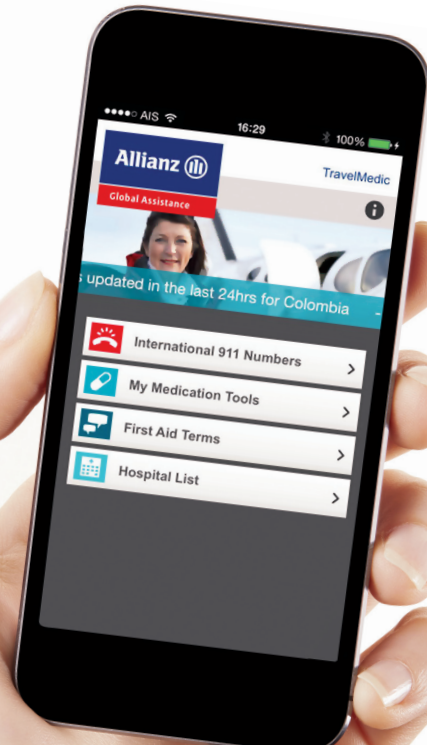 AIS
16:29
100%
Allianz
Global Assistance
TravelMedic
updated in the last 24hrs for Colombia
International 911 Numbers
My Medication Tools
First Aid Terms
Hospital List